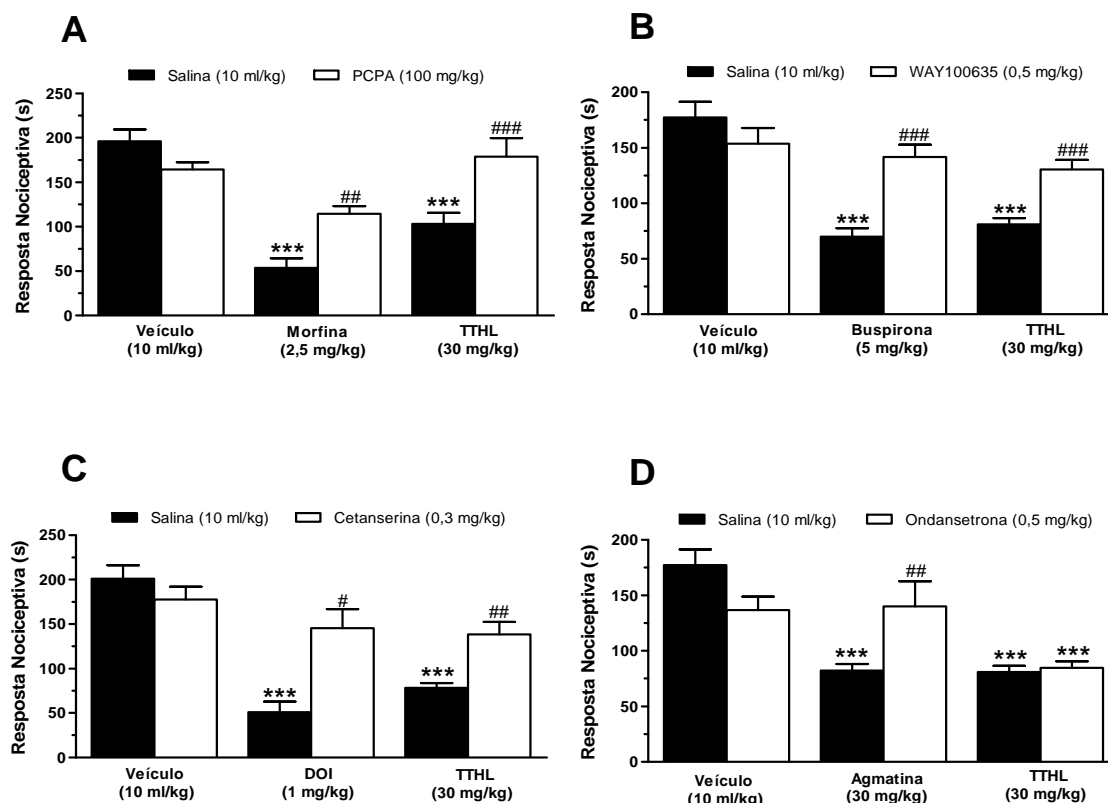 A
Salina (10 ml/kg) PCPA (100 mg/kg)
Resposta Nociceptiva (s)
250
200
150
100
50
0
***
##
***
###
Veículo Morfina TTHL
(10 ml/kg) (2,5 mg/kg) (30 mg/kg)
B
Salina (10 ml/kg) WAY100635 (0,5 mg/kg)
Resposta Nociceptiva (s)
200
150
100
50
0
***
###
***
###
Veículo Buspirona TTHL
(10 ml/kg) (5 mg/kg) (30 mg/kg)
C
Salina (10 ml/kg) Cetanserina (0,3 mg/kg)
Resposta Nociceptiva (s)
250
200
150
100
50
0
***
#
***
##
Veículo DOI TTHL
(10 ml/kg) (1 mg/kg) (30 mg/kg)
D
Salina (10 ml/kg) Ondansetrona (0,5 mg/kg)
Resposta Nociceptiva (s)
200
150
100
50
0
***
##
***
***
Veículo Agmatina TTHL
(10 ml/kg) (30 mg/kg) (30 mg/kg)